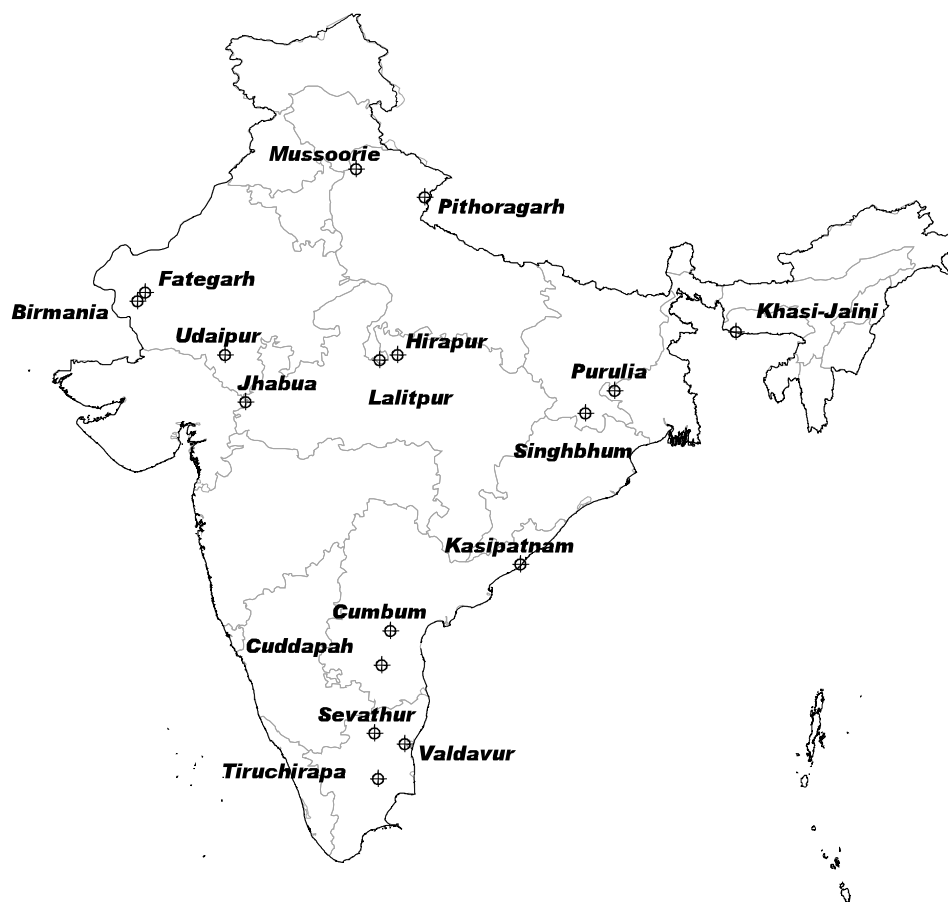 Mussoorie
Pithoragarh
Fategarh
Birmania
Khasi-Jaini
Udaipur
Hirapur
Purulia
Jhabua
Lalitpur
Singhbhum
Kasipatnam
Cumbum
Cuddapah
Sevathur
Valdavur
Tiruchirapa